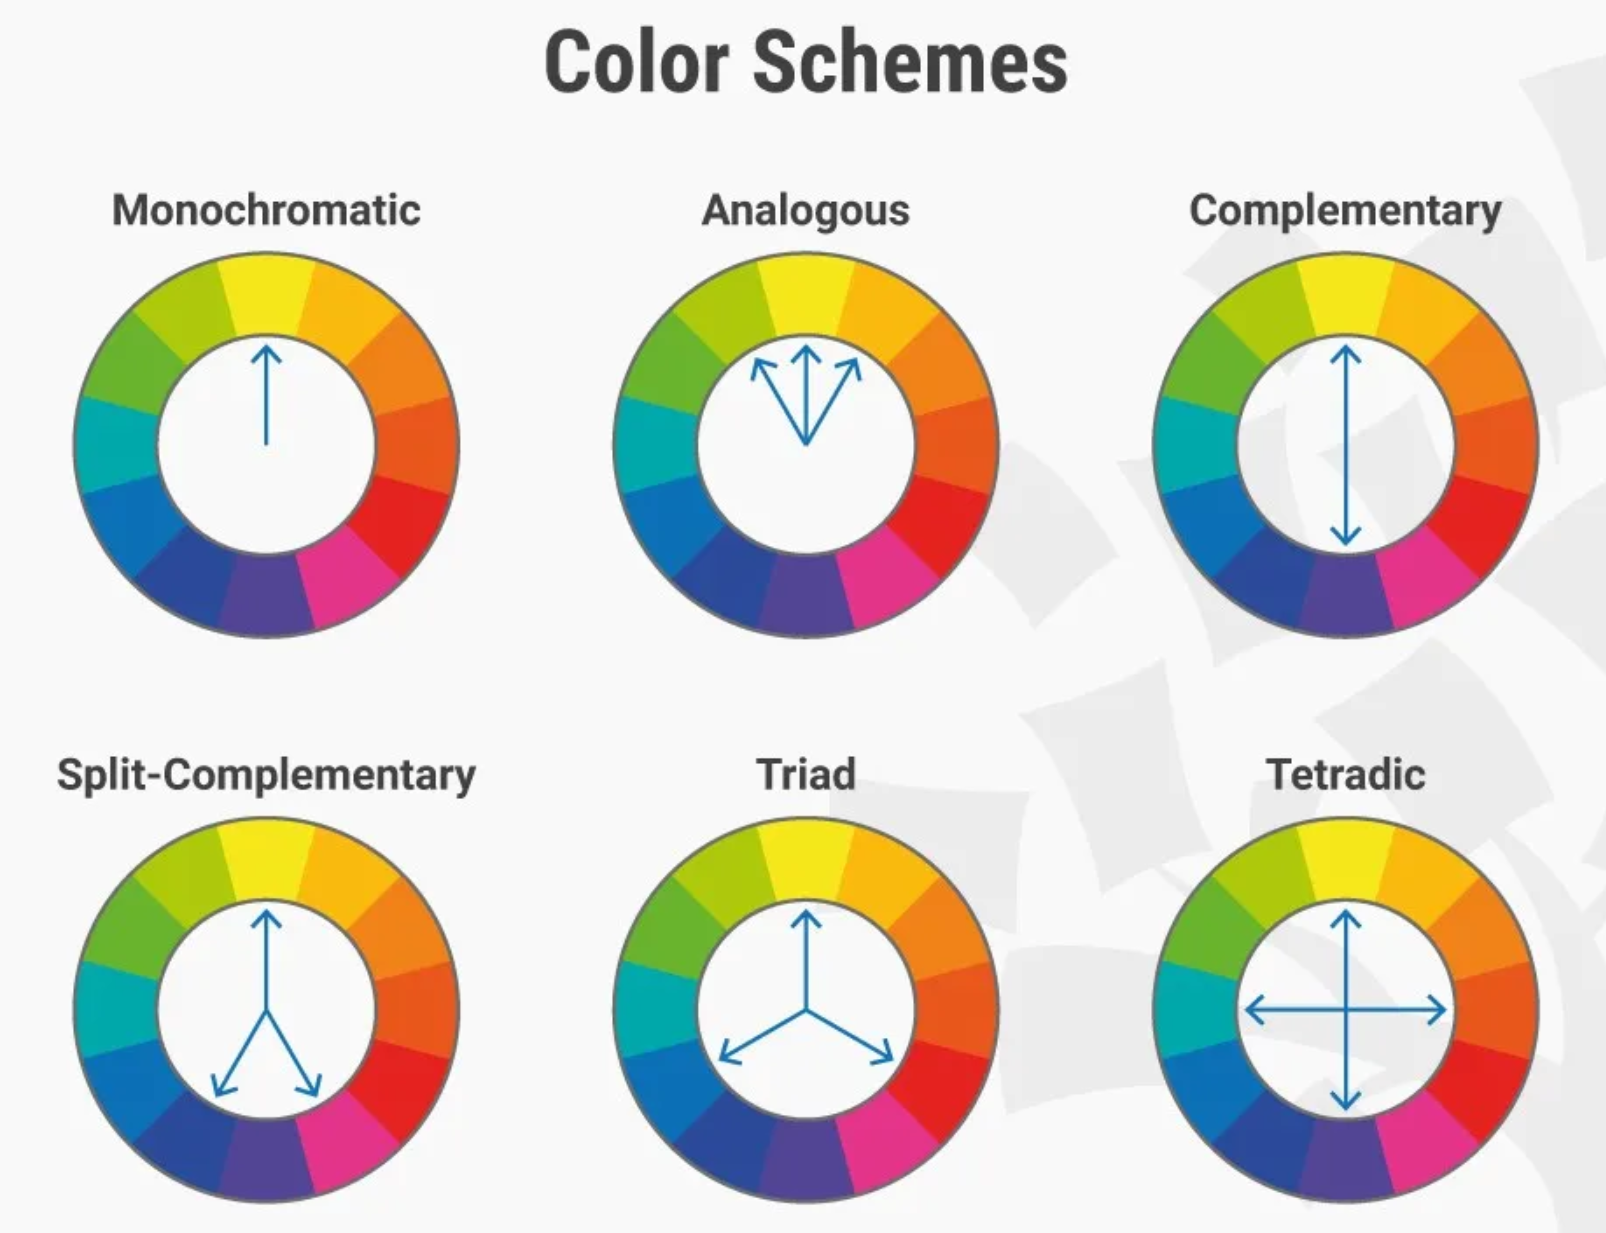 Color Schemes
Monochromatic
Analogous
Complementary
Split-Complementary
Triad
Tetradic